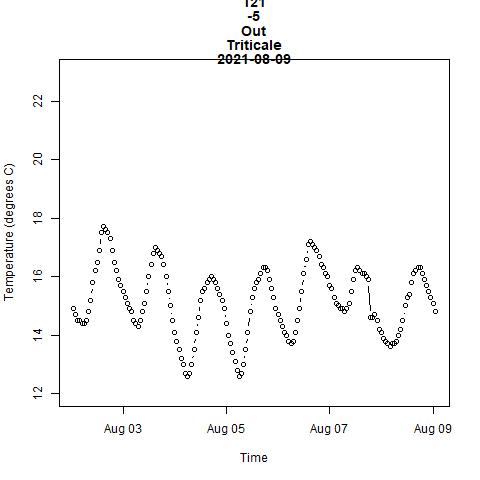 121
-5
Out
Triticale
2021-08-09
Temperature (degrees C)
22
20
18
16
14
12
Aug 03
Aug 05
Aug 07
Aug 09
Time